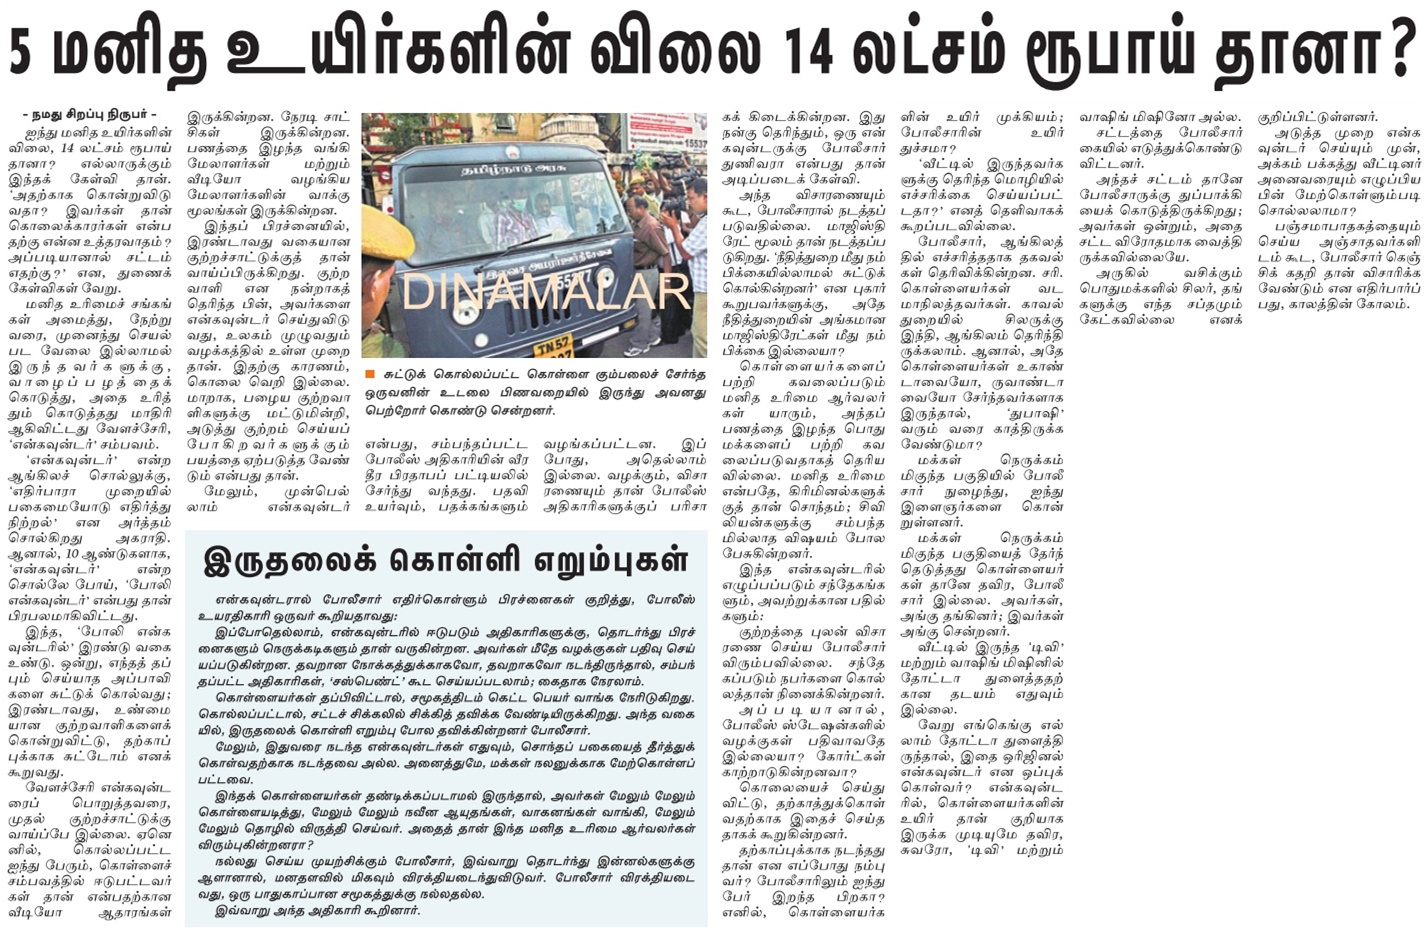 5 மனித உயிர்களின் விலை 14 லட்சம் ரூபாய் தானா?
- நமது சிறப்பு நிருபர் -
ஐந்து மனித உயிர்களின்
விலை, 14 லட்சம் ரூபாய்
தானா? எல்லாருக்கும்
இந்தக் கேள்வி தான்.
‘அதற்காக கொன்றுவிடு
வதா? இவர்கள் தான்
கொலைக்காரர்கள் என்ப
தற்கு என்ன உத்தரவாதம்?
அப்படியானால் சட்டம்
எதற்கு?’ என, துணைக்
கேள்விகள் வேறு.
மனித உரிமைச் சங்கங்
கள் அமைத்து, நேற்று
வரை, முனைந்து செயல்
பட வேலை இல்லாமல்
இருந்தவர்களுக்கு,
வாழைப்பழத்தைக்
கொடுத்து, அதை உரித்
தும் கொடுத்தது மாதிரி
ஆகிவிட்டது வேளச்சேரி,
‘என்கவுன்டர்’ சம்பவம்.
‘என்கவுன்டர்’ என்ற
ஆங்கிலச் சொல்லுக்கு,
‘எதிர்பாரா முறையில்
பகைமையோடு எதிர்த்து
நிற்றல்’ என அர்த்தம்
சொல்கிறது அகராதி.
ஆனால், 10 ஆண்டுகளாக,
‘என்கவுன்டர்’ என்ற
சொல்லே போய், ‘போலி
என்கவுன்டர்’ என்பது தான்
பிரபலமாகிவிட்டது.
இந்த, ‘போலி என்க
வுன்டரில்’ இரண்டு வகை
உண்டு. ஒன்று, எந்தத் தப்
பும் செய்யாத அப்பாவி
களை சுட்டுக் கொல்வது;
இரண்டாவது, உண்மை
யான குற்றவாளிகளைக்
கொன்றுவிட்டு, தற்காப்
புக்காக சுட்டோம் எனக்
கூறுவது.
வேளச்சேரி என்கவுன்ட
ரைப் பொறுத்தவரை,
முதல் குற்றச்சாட்டுக்கு
வாய்ப்பே இல்லை. ஏனெ
னில், கொல்லப்பட்ட
ஐந்து பேரும், கொள்ளைச்
சம்பவத்தில் ஈடுபட்டவர்
கள் தான் என்பதற்கான
வீடியோ ஆதாரங்கள்
இருக்கின்றன. நேரடி சாட்
சிகள் இருக்கின்றன.
பணத்தை இழந்த வங்கி
மேலாளர்கள் மற்றும்
வீடியோ வழங்கிய
மேலாளர்களின் வாக்கு
மூலங்கள் இருக்கின்றன.
இந்தப் பிரச்னையில்,
இரண்டாவது வகையான
குற்றச்சாட்டுக்குத் தான்
வாய்ப்பிருக்கிறது. குற்ற
வாளி என நன்றாகத்
தெரிந்த பின், அவர்களை
என்கவுன்டர் செய்துவிடு
வது, உலகம் முழுவதும்
வழக்கத்தில் உள்ள முறை
தான். இதற்கு காரணம்,
கொலை வெறி இல்லை.
மாறாக, பழைய குற்றவா
ளிகளுக்கு மட்டுமின்றி,
அடுத்து குற்றம் செய்யப்
போகிறவர்களுக்கும்
பயத்தை ஏற்படுத்த வேண்
டும் என்பது தான்.
மேலும், முன்பெல்
லாம் என்கவுன்டர்
தமிழ்நாடு அரசு
155377
DINAMALAR
TN57
சுட்டுக் கொல்லப்பட்ட கொள்ளை கும்பலைச் சேர்ந்த
ஒருவனின் உடலை பிணவறையில் இருந்து அவனது
பெற்றோர் கொண்டு சென்றனர்.
என்பது, சம்பந்தப்பட்ட
போலீஸ் அதிகாரியின் வீர
தீர பிரதாபப் பட்டியலில்
சேர்ந்து வந்தது. பதவி
உயர்வும், பதக்கங்களும்
வழங்கப்பட்டன. இப்
போது, அதெல்லாம்
இல்லை. வழக்கும், விசா
ரணையும் தான் போலீஸ்
அதிகாரிகளுக்குப் பரிசா
இருதலைக் கொள்ளி எறும்புகள்
என்கவுன்டரால் போலீசார் எதிர்கொள்ளும் பிரச்னைகள் குறித்து, போலீஸ்
உயரதிகாரி ஒருவர் கூறியதாவது:
இப்போதெல்லாம், என்கவுன்டரில் ஈடுபடும் அதிகாரிகளுக்கு, தொடர்ந்து பிரச்
னைகளும் நெருக்கடிகளும் தான் வருகின்றன. அவர்கள் மீதே வழக்குகள் பதிவு செய்
யப்படுகின்றன. தவறான நோக்கத்துக்காகவோ, தவறாகவோ நடந்திருந்தால், சம்பந்
தப்பட்ட அதிகாரிகள், ‘சஸ்பெண்ட்’ கூட செய்யப்படலாம்; கைதாக நேரலாம்.
கொள்ளையர்கள் தப்பிவிட்டால், சமூகத்திடம் கெட்ட பெயர் வாங்க நேரிடுகிறது.
கொல்லப்பட்டால், சட்டச் சிக்கலில் சிக்கித் தவிக்க வேண்டியிருக்கிறது. அந்த வகை
யில், இருதலைக் கொள்ளி எறும்பு போல தவிக்கின்றனர் போலீசார்.
மேலும், இதுவரை நடந்த என்கவுன்டர்கள் எதுவும், சொந்தப் பகையைத் தீர்த்துக்
கொள்வதற்காக நடந்தவை அல்ல. அனைத்துமே, மக்கள் நலனுக்காக மேற்கொள்ளப்
பட்டவை.
இந்தக் கொள்ளையர்கள் தண்டிக்கப்படாமல் இருந்தால், அவர்கள் மேலும் மேலும்
கொள்ளையடித்து, மேலும் மேலும் நவீன ஆயுதங்கள், வாகனங்கள் வாங்கி, மேலும்
மேலும் தொழில் விருத்தி செய்வர். அதைத் தான் இந்த மனித உரிமை ஆர்வலர்கள்
விரும்புகின்றனரா?
நல்லது செய்ய முயற்சிக்கும் போலீசார், இவ்வாறு தொடர்ந்து இன்னல்களுக்கு
ஆளானால், மனதளவில் மிகவும் விரக்தியடைந்துவிடுவர். போலீசார் விரக்தியடை
வது, ஒரு பாதுகாப்பான சமூகத்துக்கு நல்லதல்ல.
இவ்வாறு அந்த அதிகாரி கூறினார்.
கக் கிடைக்கின்றன. இது
நன்கு தெரிந்தும், ஒரு என்
கவுன்டருக்கு போலீசார்
துணிவரா என்பது தான்
அடிப்படைக் கேள்வி.
அந்த விசாரணையும்
கூட, போலீசாரால் நடத்தப்
படுவதில்லை. மாஜிஸ்தி
ரேட் மூலம் தான் நடத்தப்ப
டுகிறது. ‘நீதித்துறை மீது நம்
பிக்கையில்லாமல் சுட்டுக்
கொல்கின்றனர்’ என புகார்
கூறுபவர்களுக்கு, அதே
நீதித்துறையின் அங்கமான
மாஜிஸ்திரேட்கள் மீது நம்
பிக்கை இல்லையா?
கொள்ளையர்களைப்
பற்றி கவலைப்படும்
மனித உரிமை ஆர்வலர்
கள் யாரும், அந்தப்
பணத்தை இழந்த பொது
மக்களைப் பற்றி கவ
லைப்படுவதாகத் தெரிய
வில்லை. மனித உரிமை
என்பதே, கிரிமினல்களுக்
குத் தான் சொந்தம்; சிவி
லியன்களுக்கு சம்பந்த
மில்லாத விஷயம் போல
பேசுகின்றனர்.
இந்த என்கவுன்டரில்
எழுப்பப்படும் சந்தேகங்க
ளும், அவற்றுக்கான பதில்
களும்:
குற்றத்தை புலன் விசா
ரணை செய்ய போலீசார்
விரும்பவில்லை. சந்தே
கப்படும் நபர்களை கொல்
லத்தான் நினைக்கின்றனர்.
அப்படியானால்,
போலீஸ் ஸ்டேஷன்களில்
வழக்குகள் பதிவாவதே
இல்லையா? கோர்ட்கள்
காற்றாடுகின்றனவா?
கொலையைச் செய்து
விட்டு, தற்காத்துக்கொள்
வதற்காக இதைச் செய்த
தாகக் கூறுகின்றனர்.
தற்காப்புக்காக நடந்தது
தான் என எப்போது நம்பு
வர்? போலீசாரிலும் ஐந்து
பேர் இறந்த பிறகா?
எனில், கொள்ளையர்க
ளின் உயிர் முக்கியம்;
போலீசாரின் உயிர்
துச்சமா?
‘வீட்டில் இருந்தவர்க
ளுக்கு தெரிந்த மொழியில்
எச்சரிக்கை செய்யப்பட்
டதா?’ எனத் தெளிவாகக்
கூறப்படவில்லை.
போலீசார், ஆங்கிலத்
தில் எச்சரித்ததாக தகவல்
கள் தெரிவிக்கின்றன. சரி.
கொள்ளையர்கள் வட
மாநிலத்தவர்கள். காவல்
துறையில் சிலருக்கு
இந்தி, ஆங்கிலம் தெரிந்தி
ருக்கலாம். ஆனால், அதே
கொள்ளையர்கள் உகாண்
டாவையோ, ருவாண்டா
வையோ சேர்ந்தவர்களாக
இருந்தால், ‘துபாஷி’
வரும் வரை காத்திருக்க
வேண்டுமா?
மக்கள் நெருக்கம்
மிகுந்த பகுதியில் போலீ
சார் நுழைந்து, ஐந்து
இளைஞர்களை கொன்
றுள்ளனர்.
மக்கள் நெருக்கம்
மிகுந்த பகுதியைத் தேர்ந்
தெடுத்தது கொள்ளையர்
கள் தானே தவிர, போலீ
சார் இல்லை. அவர்கள்,
அங்கு தங்கினர்; இவர்கள்
அங்கு சென்றனர்.
வீட்டில் இருந்த ‘டிவி’
மற்றும் வாஷிங் மிஷினில்
தோட்டா துளைத்ததற்
கான தடயம் எதுவும்
இல்லை.
வேறு எங்கெங்கு எல்
லாம் தோட்டா துளைத்தி
ருந்தால், இதை ஒரிஜினல்
என்கவுன்டர் என ஒப்புக்
கொள்வர்? என்கவுன்ட
ரில், கொள்ளையர்களின்
உயிர் தான் குறியாக
இருக்க முடியுமே தவிர,
சுவரோ, ‘டிவி’ மற்றும்
வாஷிங் மிஷினோ அல்ல.
சட்டத்தை போலீசார்
கையில் எடுத்துக்கொண்டு
விட்டனர்.
அந்தச் சட்டம் தானே
போலீசாருக்கு துப்பாக்கி
யைக் கொடுத்திருக்கிறது;
அவர்கள் ஒன்றும், அதை
சட்ட விரோதமாக வைத்தி
ருக்கவில்லையே.
அருகில் வசிக்கும்
பொதுமக்களில் சிலர், தங்
களுக்கு எந்த சப்தமும்
கேட்கவில்லை எனக்
குறிப்பிட்டுள்ளனர்.
அடுத்த முறை என்க
வுன்டர் செய்யும் முன்,
அக்கம் பக்கத்து வீட்டினர்
அனைவரையும் எழுப்பிய
பின் மேற்கொள்ளும்படி
சொல்லலாமா?
பஞ்சமாபாதகத்தையும்
செய்ய அஞ்சாதவர்களி
டம் கூட, போலீசார் கெஞ்
சிக் கதறி தான் விசாரிக்க
வேண்டும் என எதிர்பார்ப்
பது, காலத்தின் கோலம்.